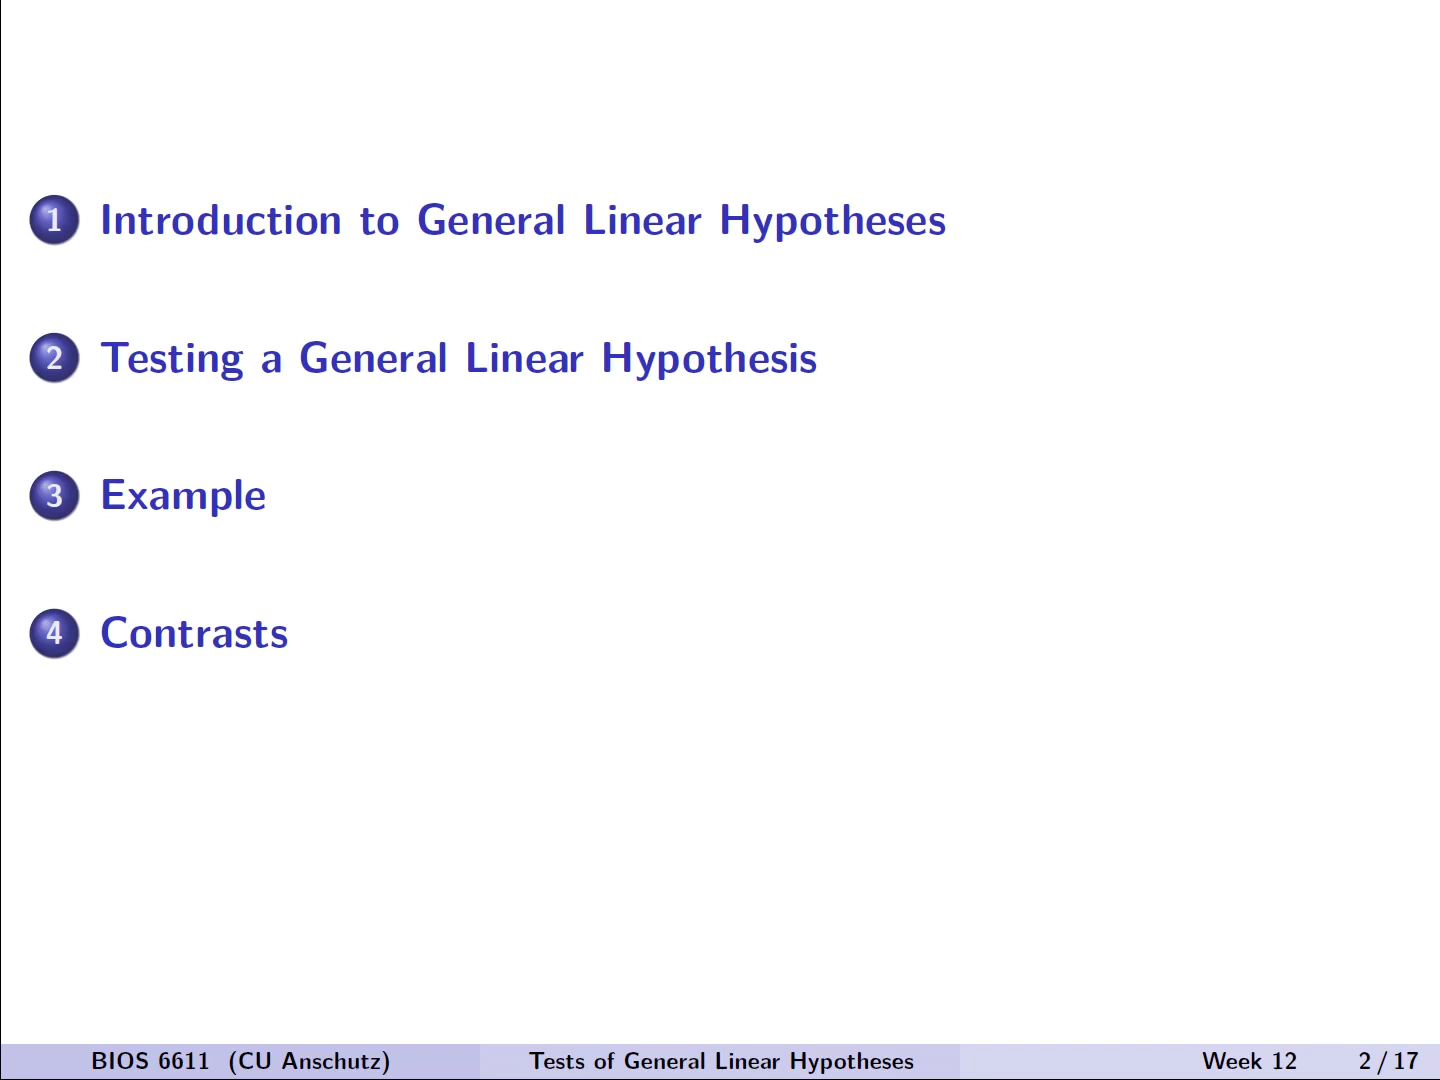 1 Introduction to General Linear Hypotheses
2 Testing a General Linear Hypothesis
3 Example
4 Contrasts
BIOS 6611 (CU Anschutz) Tests of General Linear Hypotheses Week 12 2 / 17